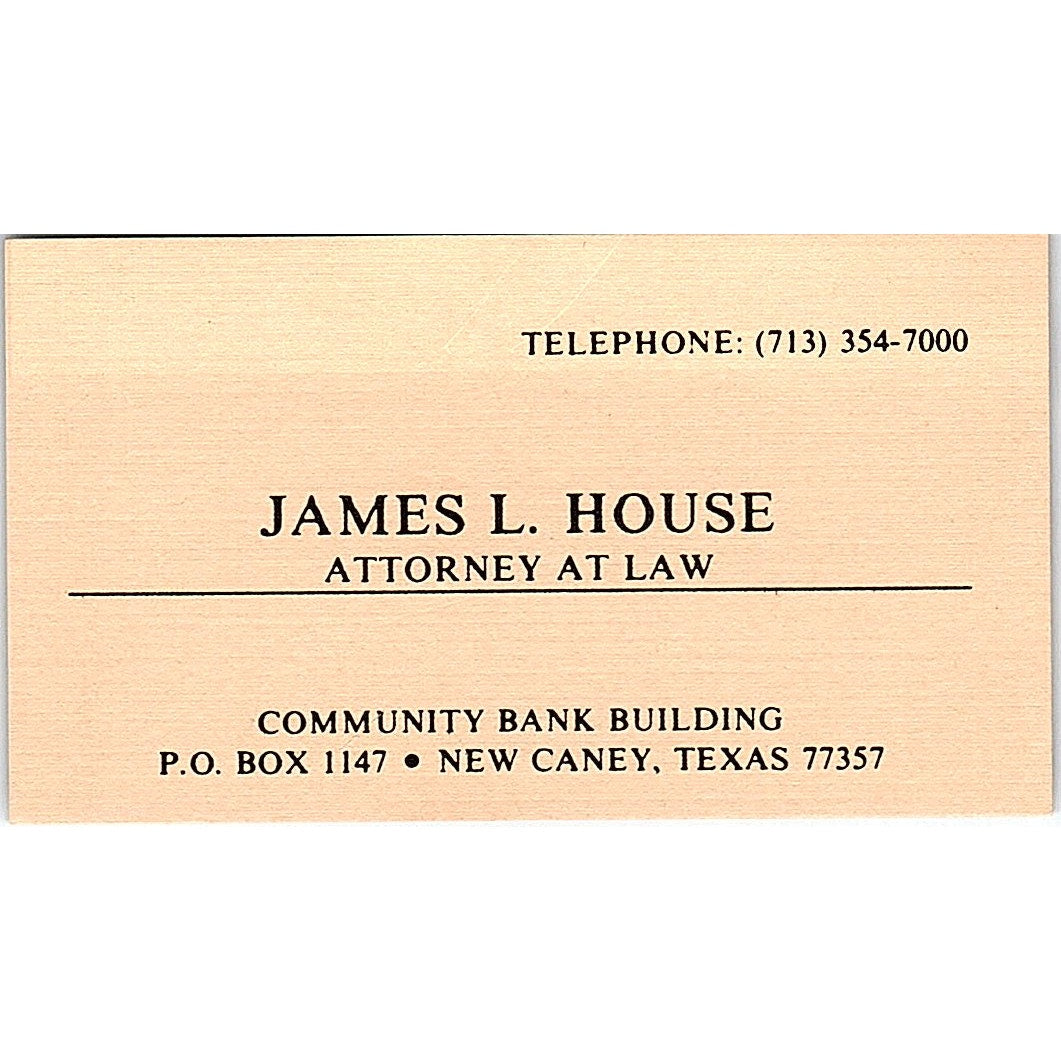 TELEPHONE: (713) 354-7000
JAMES L. HOUSE
ATTORNEY AT LAW
COMMUNITY BANK BUILDING
P.O. BOX 1147 • NEW CANEY, TEXAS 77357